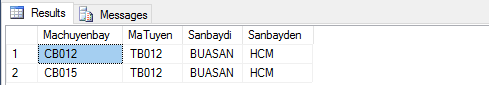 Results Messages
Machuyenbay MaTuyen Sanbaydi Sanbayden
1 CB012 TB012 BUASAN HCM
2 CB015 TB012 BUASAN HCM